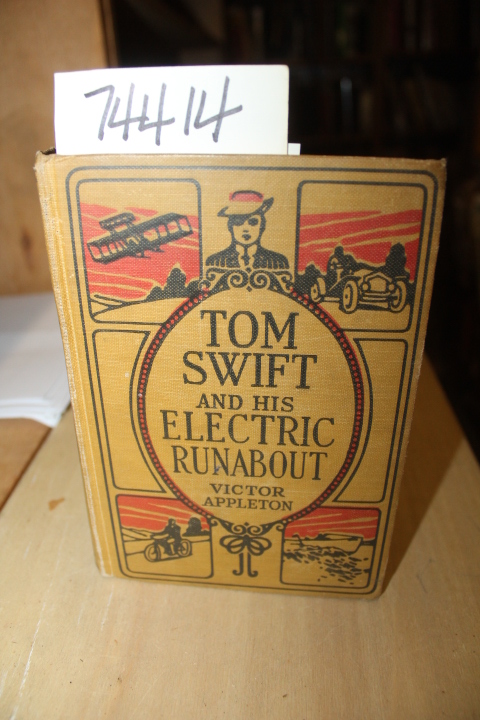 74414
TOM
SWIFT
AND HIS
ELECTRIC
RUNABOUT
VICTOR
APPLETON